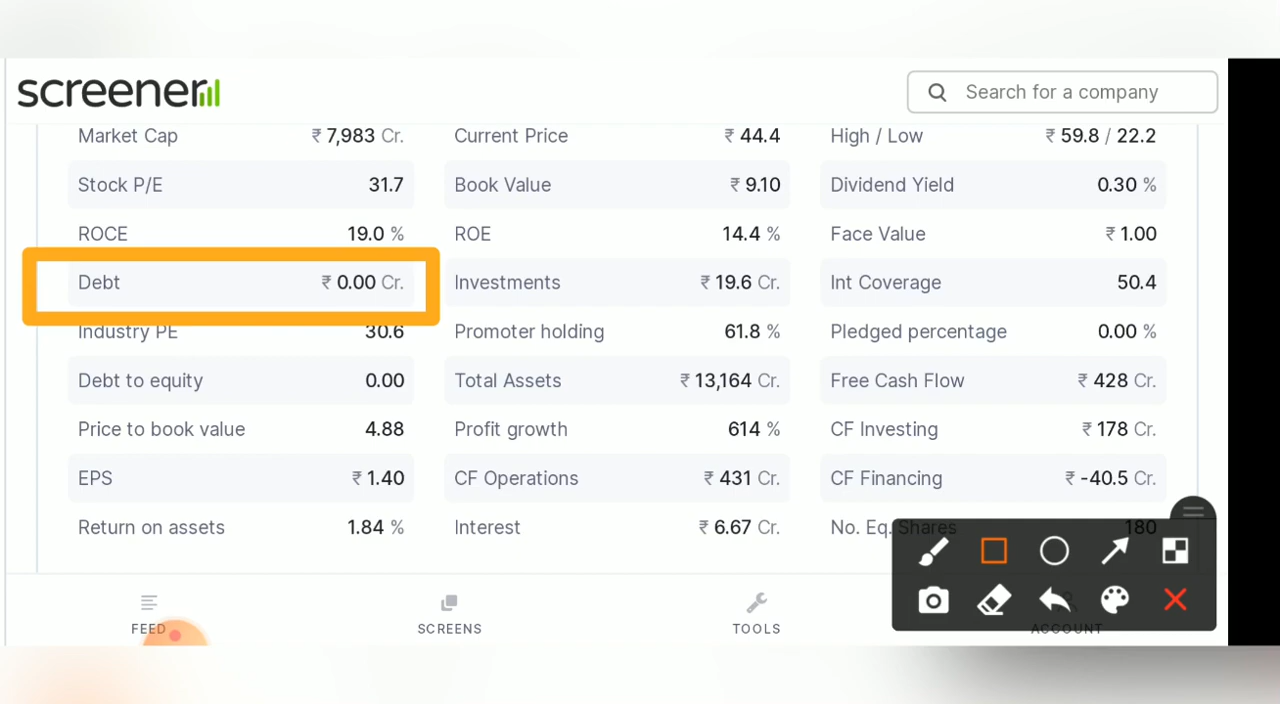 screener
Search for a company
Market Cap ₹ 7,983 Cr. Current Price ₹ 44.4 High / Low ₹ 59.8 / 22.2
Stock P/E 31.7 Book Value ₹ 9.10 Dividend Yield 0.30 %
ROCE 19.0 % ROE 14.4 % Face Value ₹ 1.00
Debt ₹ 0.00 Cr. Investments ₹ 19.6 Cr. Int Coverage 50.4
Industry PE 30.6 Promoter holding 61.8 % Pledged percentage 0.00 %
Debt to equity 0.00 Total Assets ₹ 13,164 Cr. Free Cash Flow ₹ 428 Cr.
Price to book value 4.88 Profit growth 614 % CF Investing ₹ 178 Cr.
EPS ₹ 1.40 CF Operations ₹ 431 Cr. CF Financing ₹ -40.5 Cr.
Return on assets 1.84 % Interest ₹ 6.67 Cr. No. Eq. Shares 180
FEED SCREENS TOOLS ACCOUNT